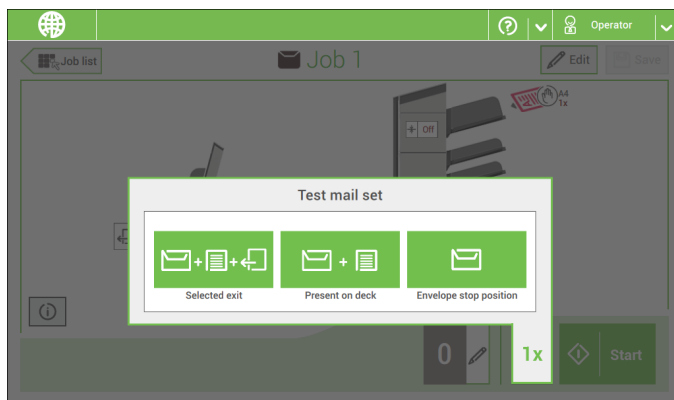 Operator
Job list
Job 1
Edit
Save
A4
1x
Off
Test mail set
Selected exit
Present on deck
Envelope stop position
0
1x
Start